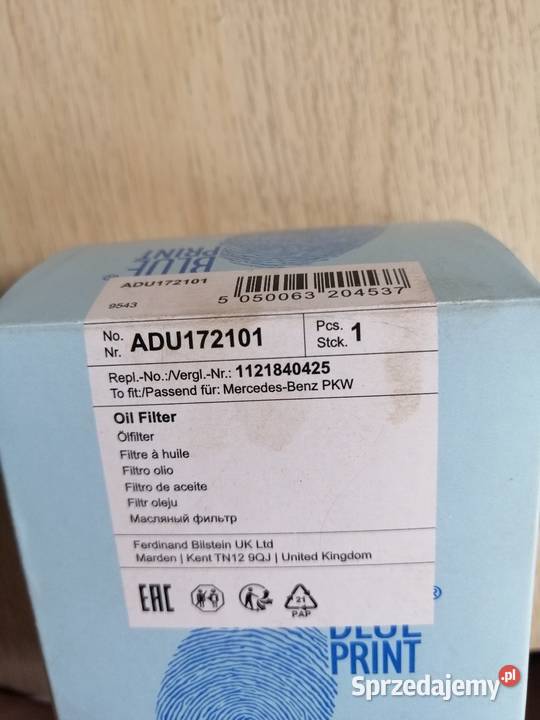 BLUE
PRINT
®
ADU172101
9543
5 050063 204537
No.
Nr. ADU172101
Pcs.
Stck. 1
Repl.-No.:/Vergl.-Nr.: 1121840425
To fit:/Passend für: Mercedes-Benz PKW
Oil Filter
Ölfilter
Filtre à huile
Filtro olio
Filtro de aceite
Filtr oleju
Масляный фильтр
Ferdinand Bilstein UK Ltd
Marden | Kent TN12 9QJ | United Kingdom
EAC
21
PAP
BLUE
PRINT
®
Sprzedajemy.pl